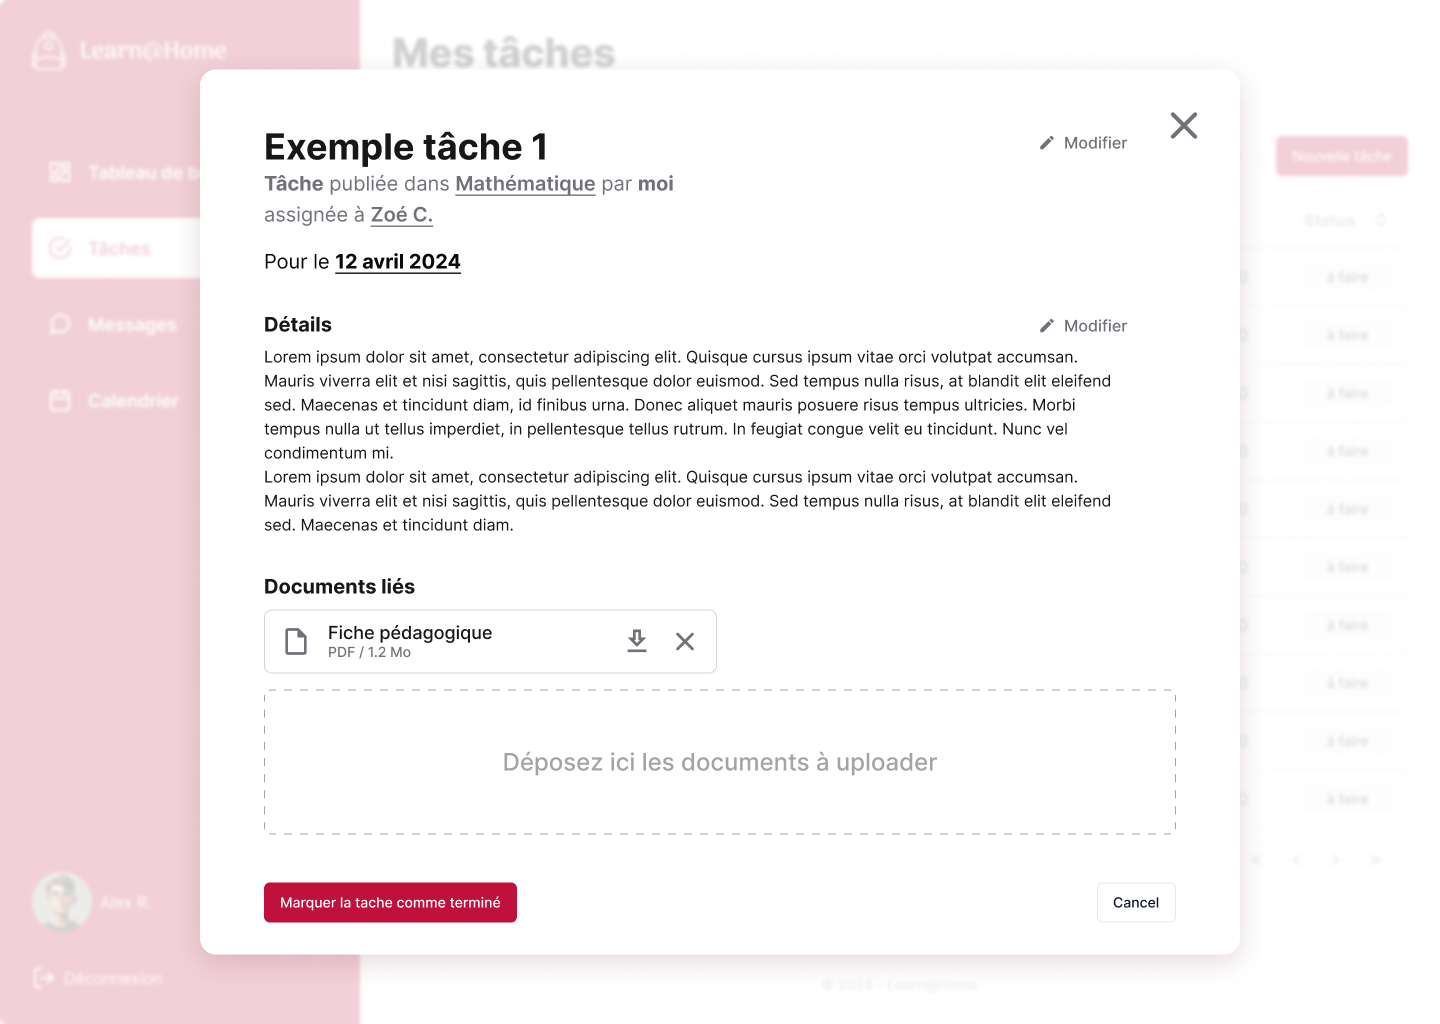 Learn@Home
Mes tâches
Tableau de b
Tâches
Messages
Calendrier
Alex R.
Déconnexion
Nouvelle tâche
Status
à faire
à faire
à faire
à faire
à faire
à faire
à faire
à faire
à faire
à faire
Exemple tâche 1
Modifier
Tâche publiée dans Mathématique par moi
assignée à Zoé C.
Pour le 12 avril 2024
Détails
Modifier
Lorem ipsum dolor sit amet, consectetur adipiscing elit. Quisque cursus ipsum vitae orci volutpat accumsan.
Mauris viverra elit et nisi sagittis, quis pellentesque dolor euismod. Sed tempus nulla risus, at blandit elit eleifend
sed. Maecenas et tincidunt diam, id finibus urna. Donec aliquet mauris posuere risus tempus ultricies. Morbi
tempus nulla ut tellus imperdiet, in pellentesque tellus rutrum. In feugiat congue velit eu tincidunt. Nunc vel
condimentum mi.
Lorem ipsum dolor sit amet, consectetur adipiscing elit. Quisque cursus ipsum vitae orci volutpat accumsan.
Mauris viverra elit et nisi sagittis, quis pellentesque dolor euismod. Sed tempus nulla risus, at blandit elit eleifend
sed. Maecenas et tincidunt diam.
Documents liés
Fiche pédagogique
PDF / 1.2 Mo
Déposez ici les documents à uploader
Marquer la tache comme terminé
Cancel
© 2024 - Learn@Home